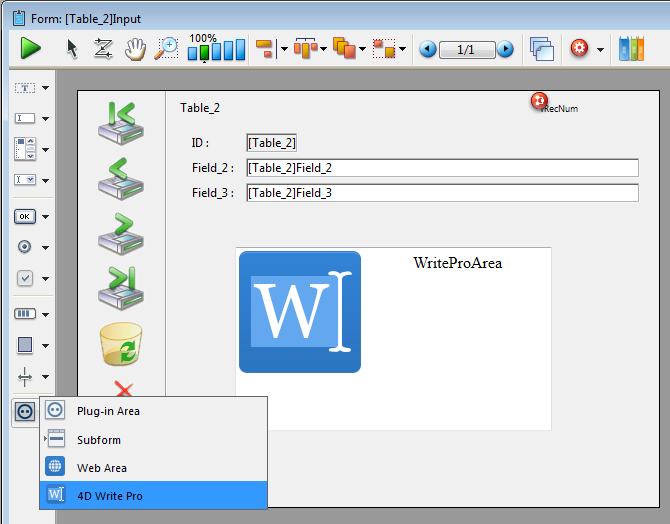 Form: [Table_2]Input
100%
1/1
T
OK
Table_2
vRecNum
ID :
[Table_2]
Field_2 :
[Table_2]Field_2
Field_3 :
[Table_2]Field_3
W
WriteProArea
Plug-in Area
Subform
Web Area
W
4D Write Pro